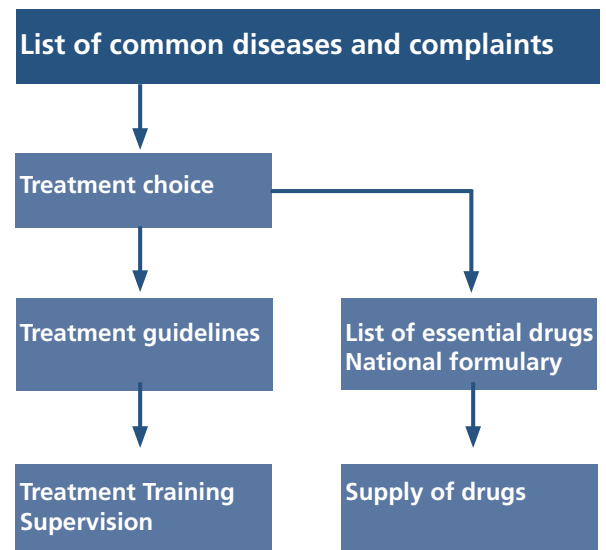 List of common diseases and complaints
Treatment choice
Treatment guidelines
List of essential drugs
National formulary
Treatment Training
Supervision
Supply of drugs